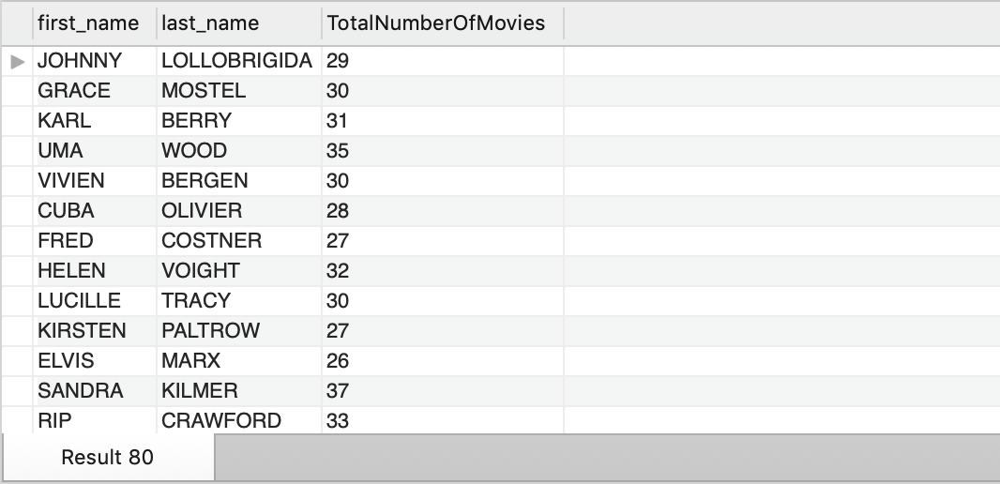 first_name last_name TotalNumberOfMovies
JOHNNY LOLLOBRIGIDA 29
GRACE MOSTEL 30
KARL BERRY 31
UMA WOOD 35
VIVIEN BERGEN 30
CUBA OLIVIER 28
FRED COSTNER 27
HELEN VOIGHT 32
LUCILLE TRACY 30
KIRSTEN PALTROW 27
ELVIS MARX 26
SANDRA KILMER 37
RIP CRAWFORD 33
Result 80